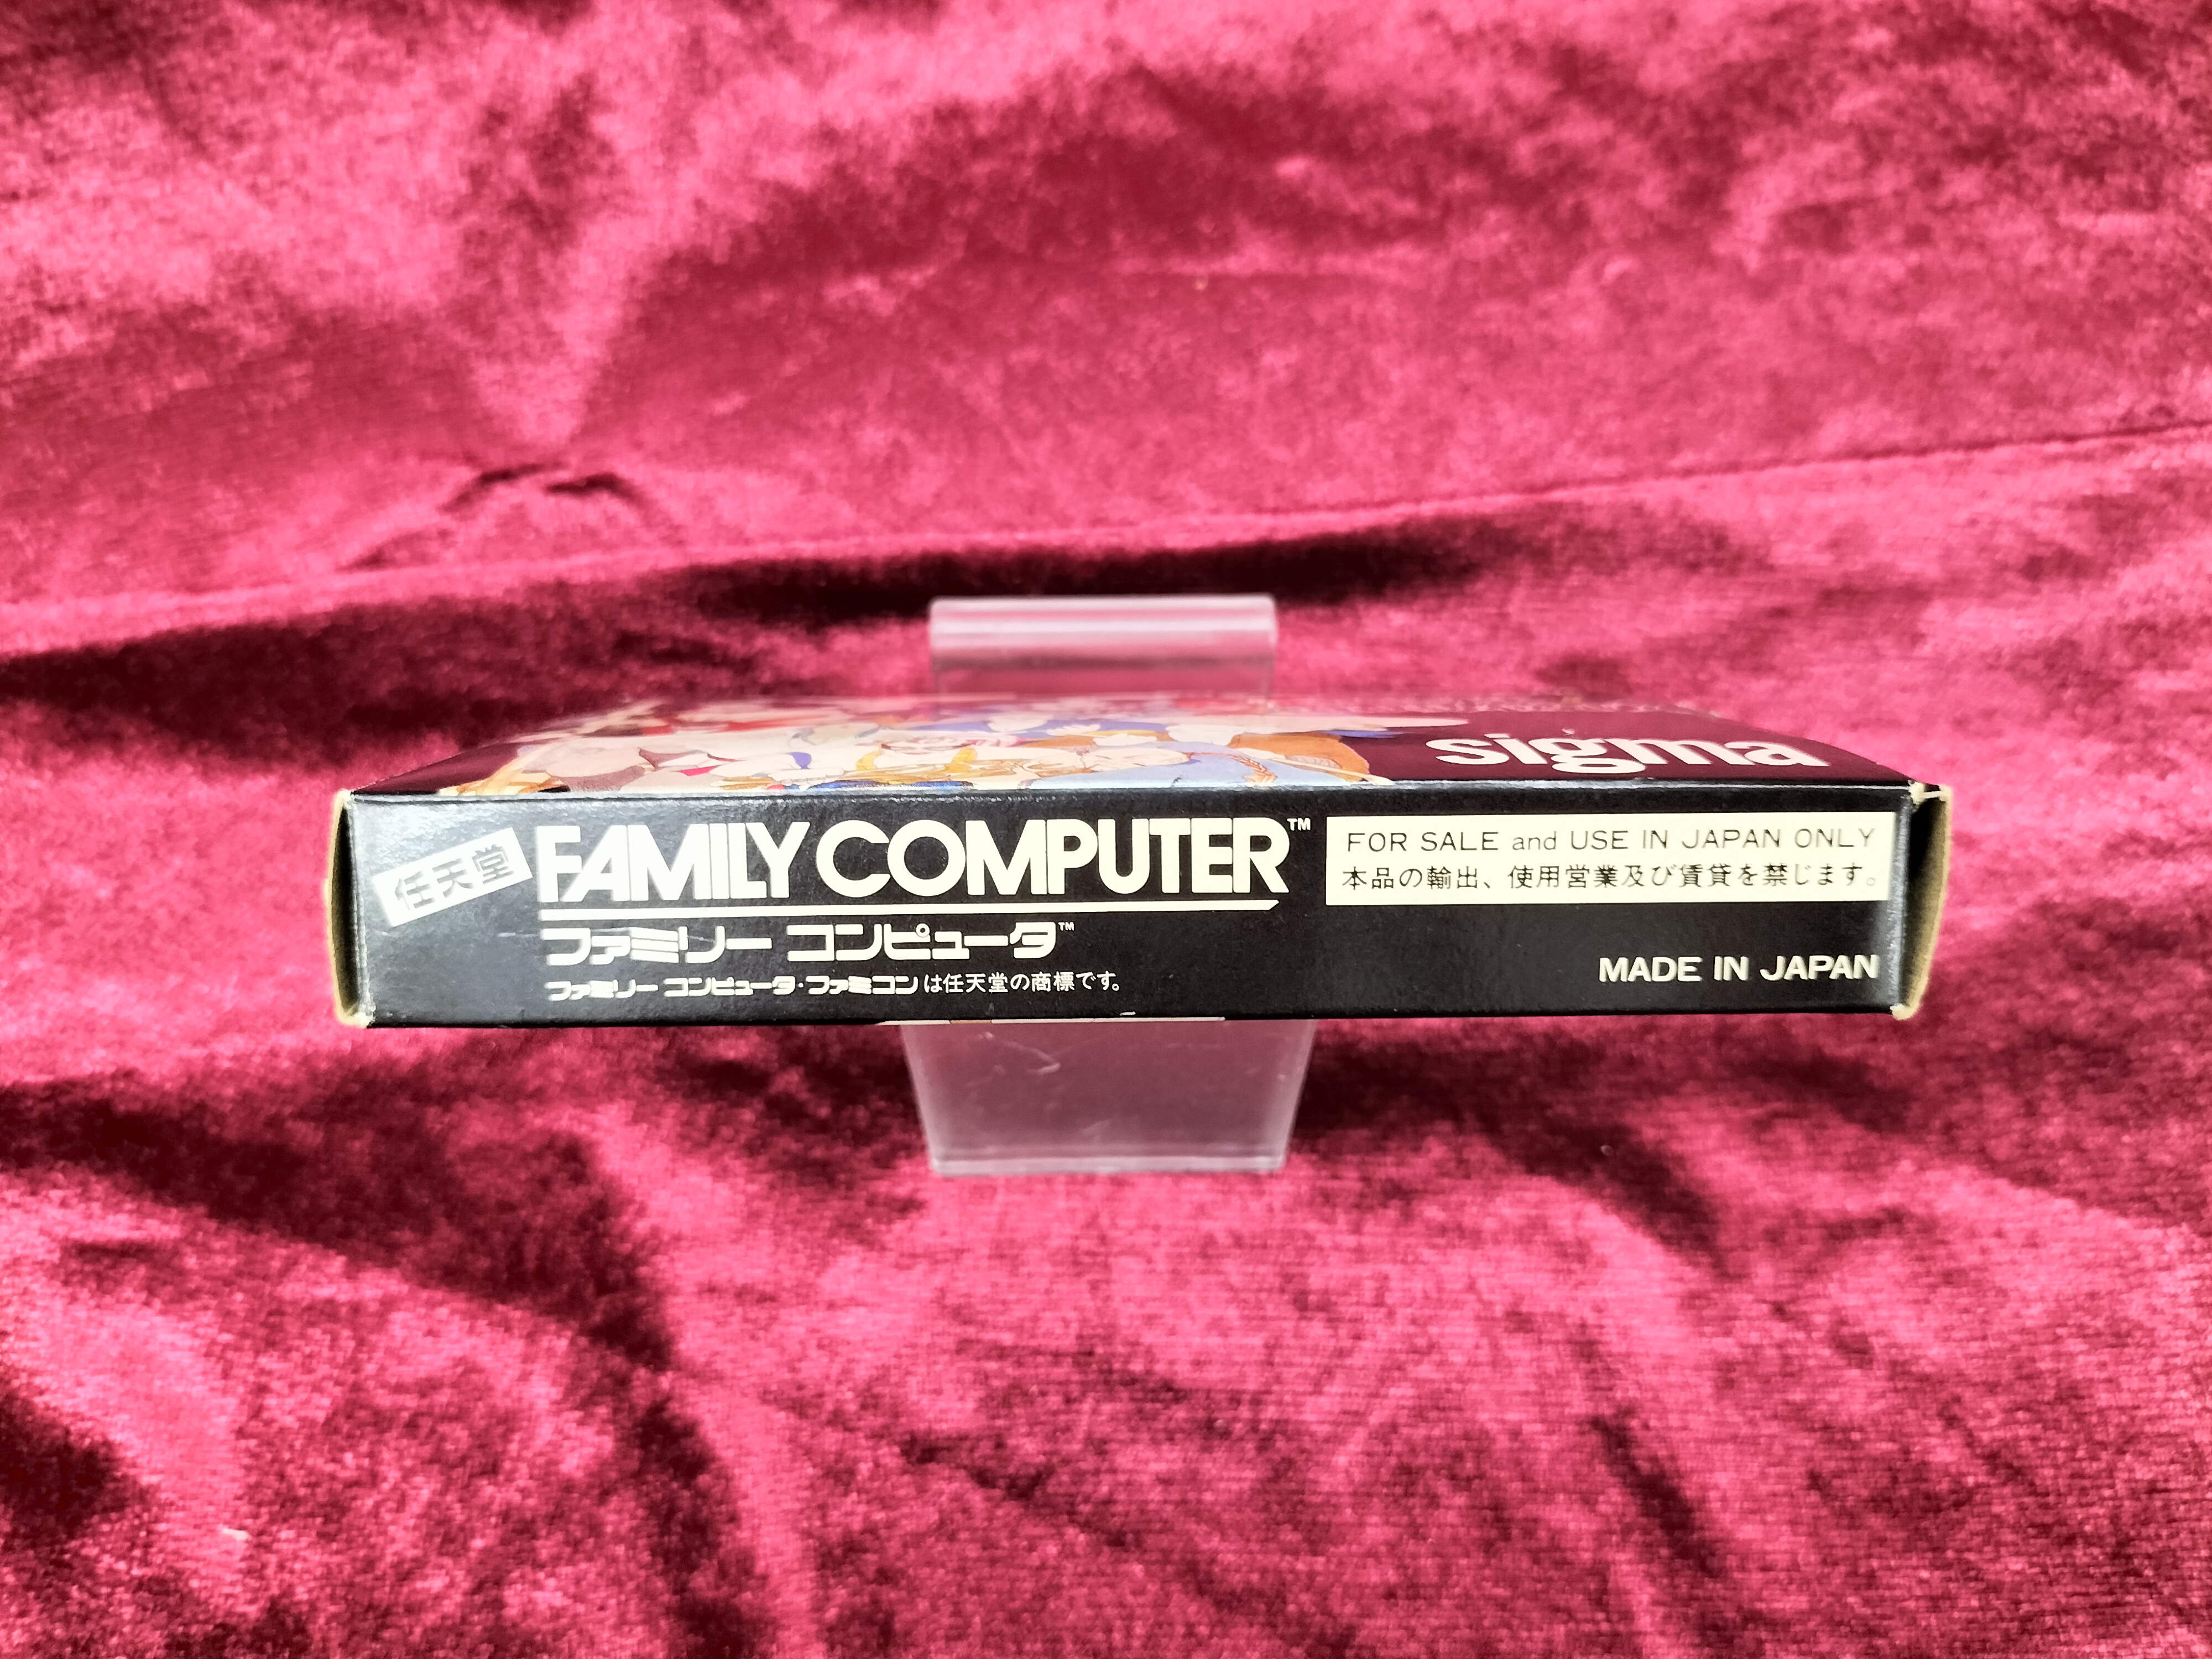 sigma
任天堂
FAMILY COMPUTER™
ファミリー コンピュータ™
ファミリー コンピュータ・ファミコンは任天堂の商標です。
FOR SALE and USE IN JAPAN ONLY
本品の輸出、使用営業及び賃貸を禁じます。
MADE IN JAPAN